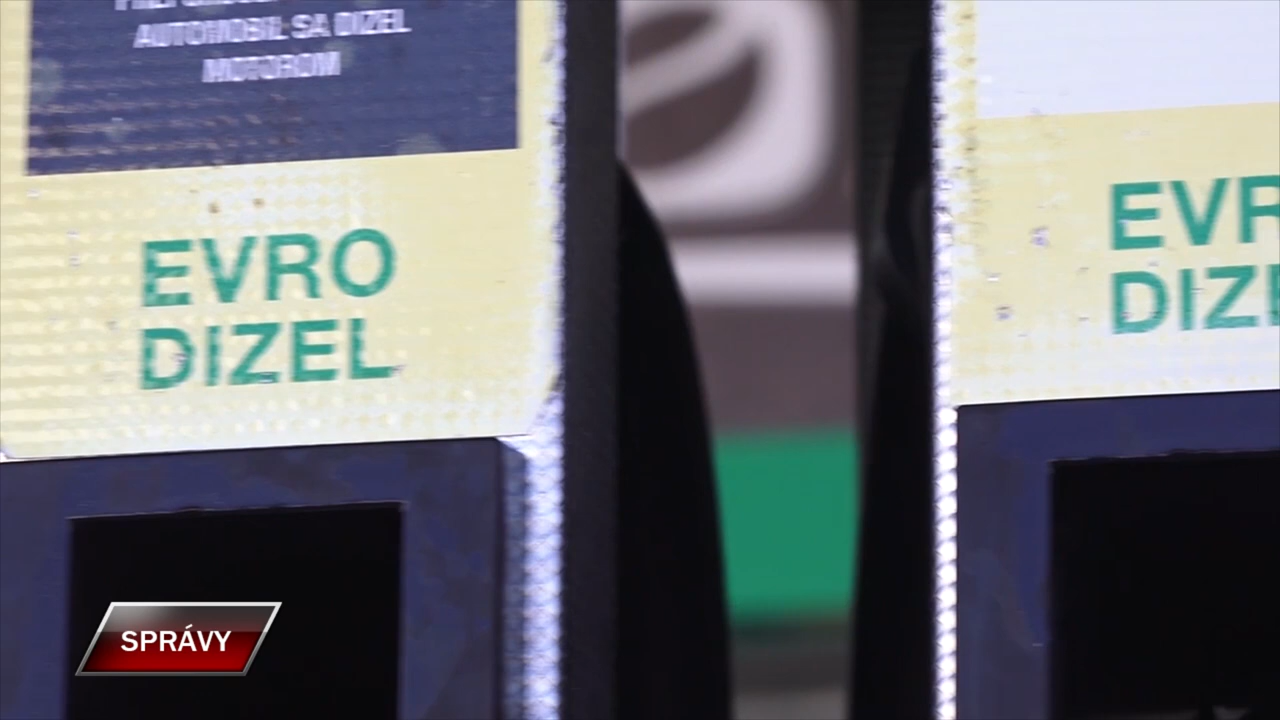 AUTOMOBIL SA DIZEL
MOTOROM
EVRO
DIZEL
EVR
DIZ
SPRÁVY